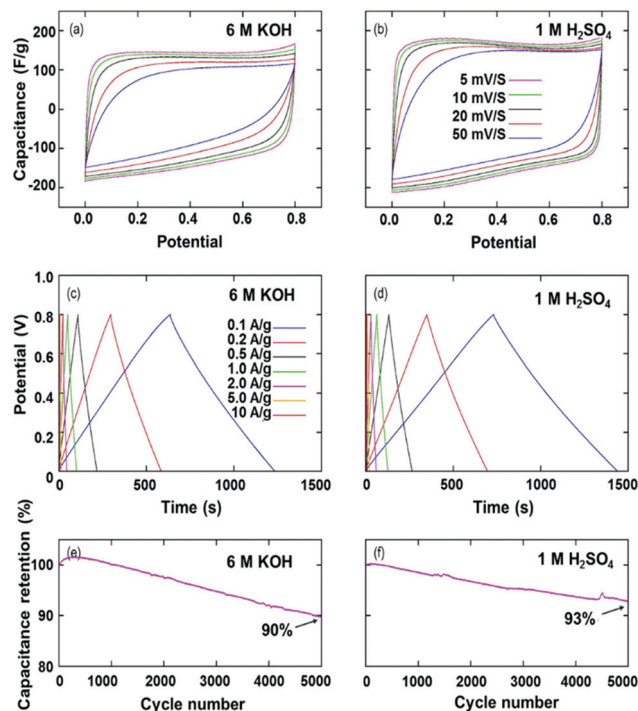 (a)
6 M KOH
Capacitance (F/g)
200
100
0
-100
-200
0.0 0.2 0.4 0.6 0.8
Potential
(b)
1 M H₂SO₄
5 mV/S
10 mV/S
20 mV/S
50 mV/S
0.0 0.2 0.4 0.6 0.8
Potential
(c)
6 M KOH
Potential (V)
1.0
0.8
0.6
0.4
0.2
0
0.1 A/g
0.2 A/g
0.5 A/g
1.0 A/g
2.0 A/g
5.0 A/g
10 A/g
0 500 1000 1500
Time (s)
(d)
1 M H₂SO₄
0 500 1000 1500
Time (s)
(e)
6 M KOH
Capacitance retention (%)
100
90
80
90%
0 1000 2000 3000 4000 5000
Cycle number
(f)
1 M H₂SO₄
93%
0 1000 2000 3000 4000 5000
Cycle number